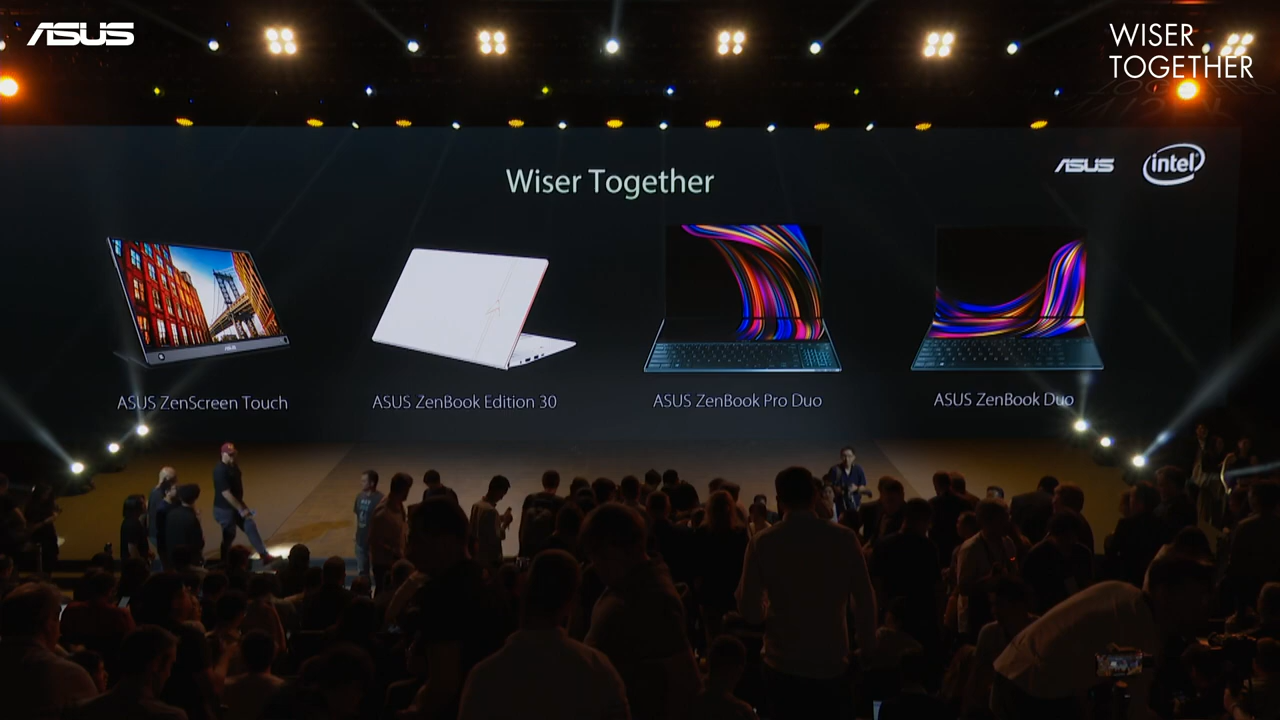 ASUS
WISER
TOGETHER
Wiser Together
ASUS
intel
ASUS ZenScreen Touch
ASUS ZenBook Edition 30
ASUS ZenBook Pro Duo
ASUS ZenBook Duo